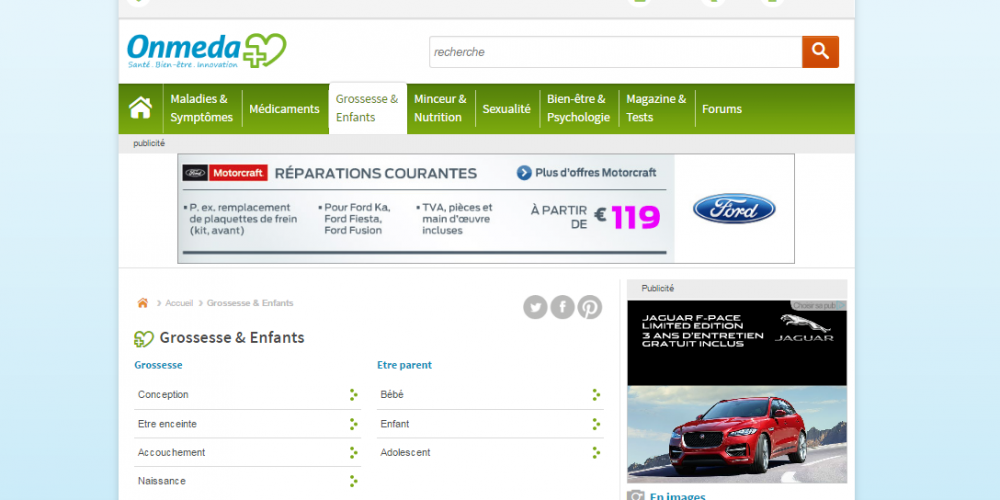 Onmeda
Santé. Bien-être. Innovation
recherche
Maladies &
Symptômes
Médicaments
Grossesse &
Enfants
Minceur &
Nutrition
Sexualité
Bien-être &
Psychologie
Magazine &
Tests
Forums
publicité
Ford Motorcraft RÉPARATIONS COURANTES
Plus d'offres Motorcraft
• P. ex. remplacement
de plaquettes de frein
(kit, avant)
• Pour Ford Ka,
Ford Fiesta,
Ford Fusion
• TVA, pièces et
main d'œuvre
incluses
À PARTIR
DE
€ 119
Ford
Accueil > Grossesse & Enfants
Grossesse & Enfants
Grossesse
Conception
Etre enceinte
Accouchement
Naissance
Etre parent
Bébé
Enfant
Adolescent
Publicité
JAGUAR F-PACE
LIMITED EDITION
3 ANS D'ENTRETIEN
GRATUIT INCLUS
JAGUAR
En images